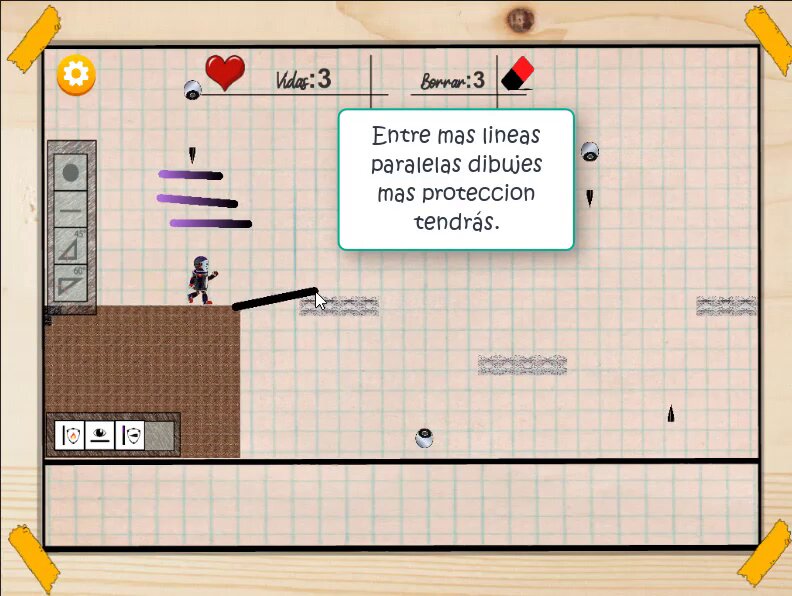 Vidas:3
Borrar:3
Entre mas lineas
paralelas dibujes
mas proteccion
tendrás.
45°
60°